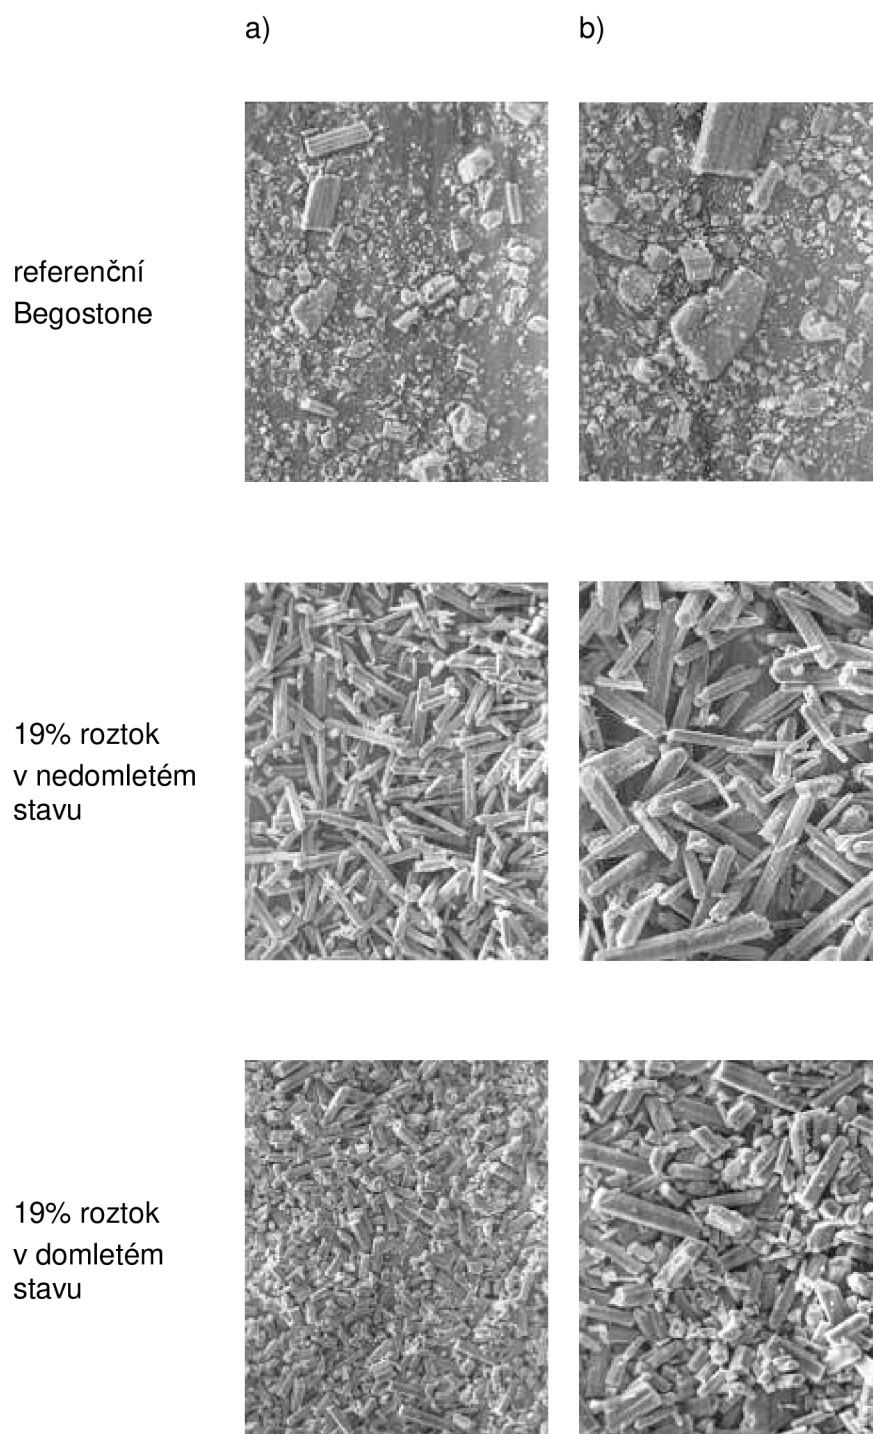 a)
b)
referenční
Begostone
19% roztok
v nedomletém
stavu
19% roztok
v domletém
stavu